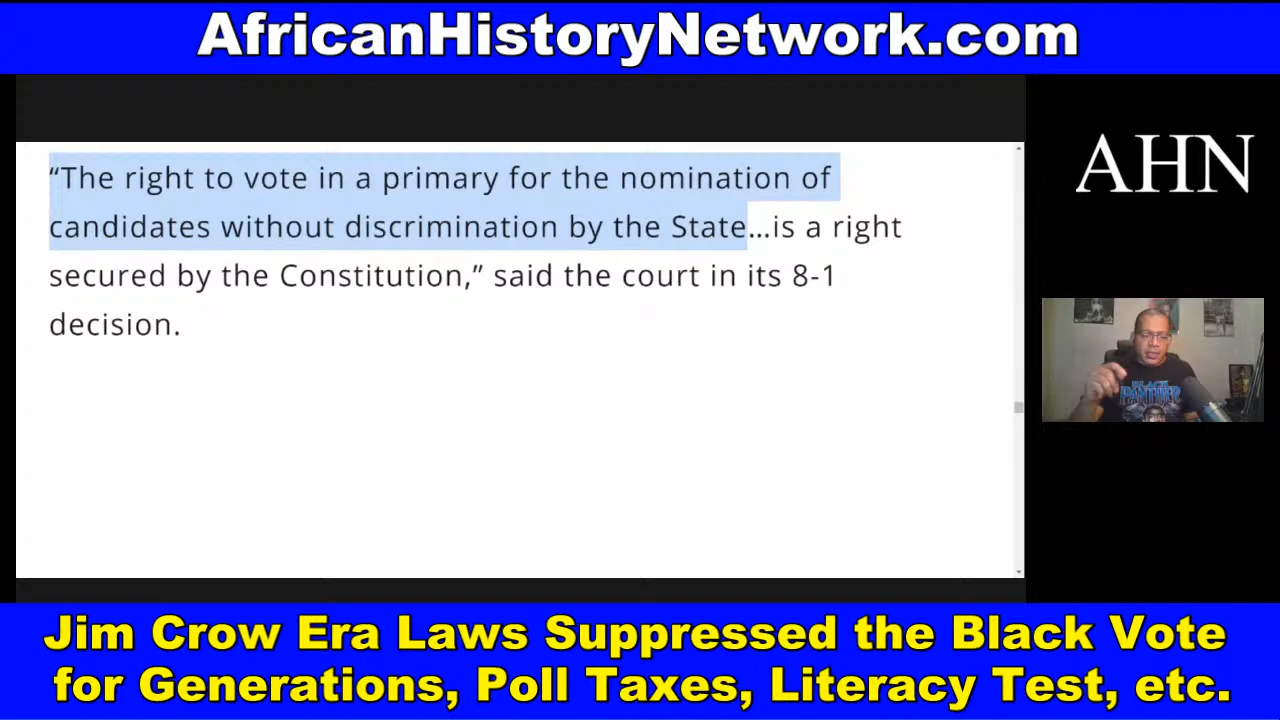 AfricanHistoryNetwork.com
“The right to vote in a primary for the nomination of
candidates without discrimination by the State…is a right
secured by the Constitution,” said the court in its 8-1
decision.
AHN
BLACK
PANTHER
Jim Crow Era Laws Suppressed the Black Vote
for Generations, Poll Taxes, Literacy Test, etc.